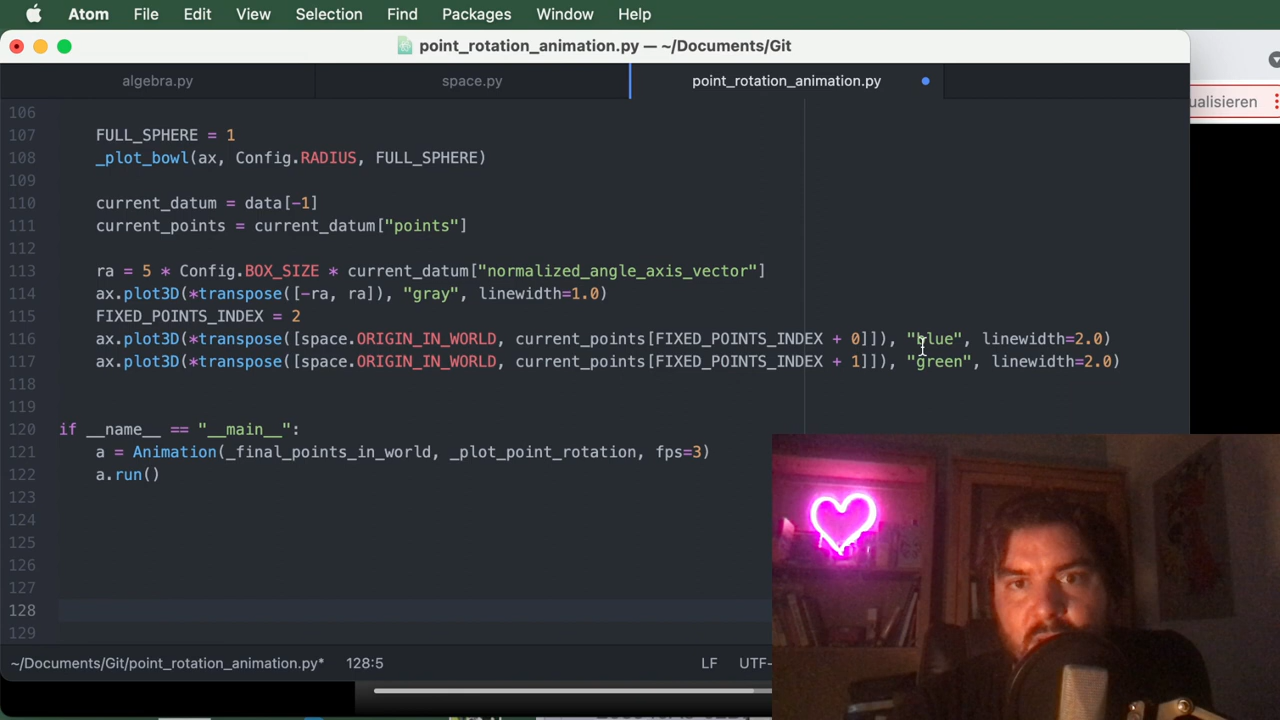 Atom File Edit View Selection Find Packages Window Help
point_rotation_animation.py — ~/Documents/Git
algebra.py space.py point_rotation_animation.py
ualisieren
106
107 FULL_SPHERE = 1
108 _plot_bowl(ax, Config.RADIUS, FULL_SPHERE)
109
110 current_datum = data[-1]
111 current_points = current_datum["points"]
112
113 ra = 5 * Config.BOX_SIZE * current_datum["normalized_angle_axis_vector"]
114 ax.plot3D(*transpose([-ra, ra]), "gray", linewidth=1.0)
115 FIXED_POINTS_INDEX = 2
116 ax.plot3D(*transpose([space.ORIGIN_IN_WORLD, current_points[FIXED_POINTS_INDEX + 0]]), "blue", linewidth=2.0)
117 ax.plot3D(*transpose([space.ORIGIN_IN_WORLD, current_points[FIXED_POINTS_INDEX + 1]]), "green", linewidth=2.0)
118
119
120 if __name__ == "__main__":
121 a = Animation(_final_points_in_world, _plot_point_rotation, fps=3)
122 a.run()
123
124
125
126
127
128
129
~/Documents/Git/point_rotation_animation.py* 128:5 LF UTF-